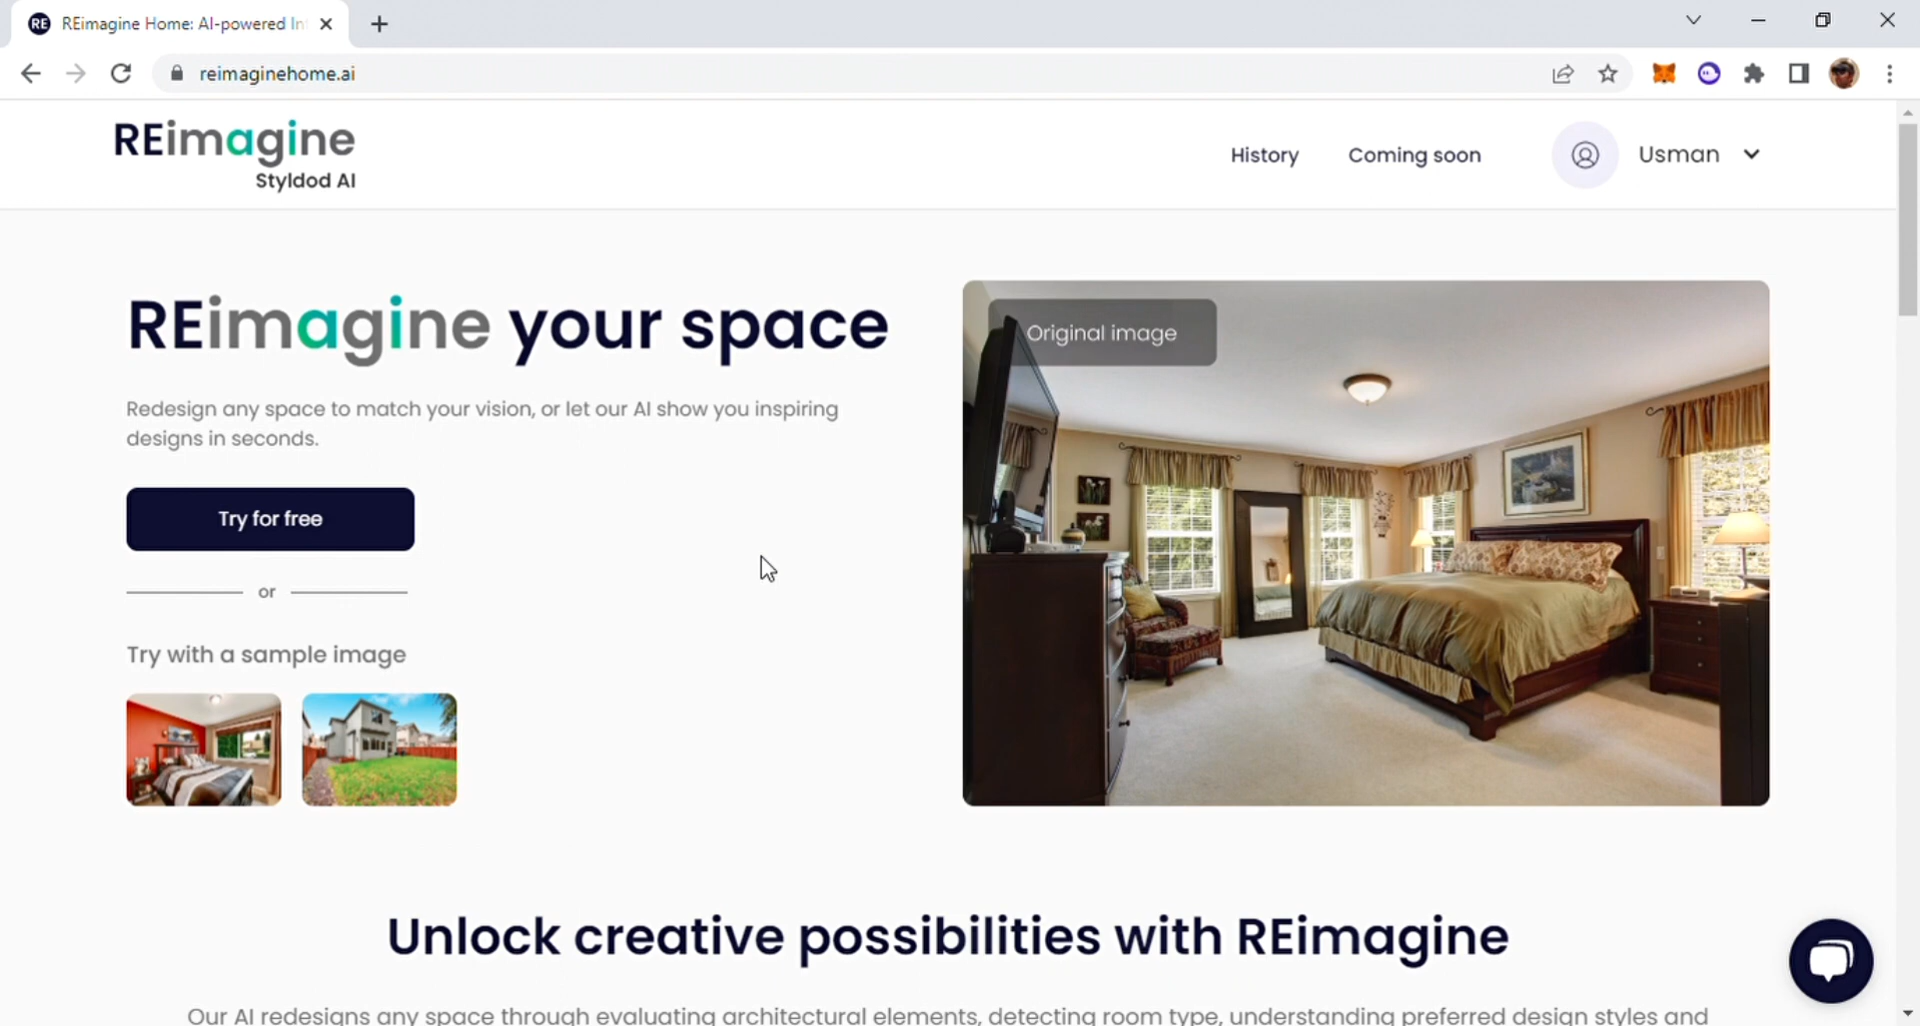 RE REimagine Home: AI-powered In
reimaginehome.ai
REimagine
Styldod AI
History Coming soon Usman
REimagine your space
Original image
Redesign any space to match your vision, or let our AI show you inspiring
designs in seconds.
Try for free
or
Try with a sample image
Unlock creative possibilities with REimagine
Our AI redesigns any space through evaluating architectural elements, detecting room type, understanding preferred design styles and